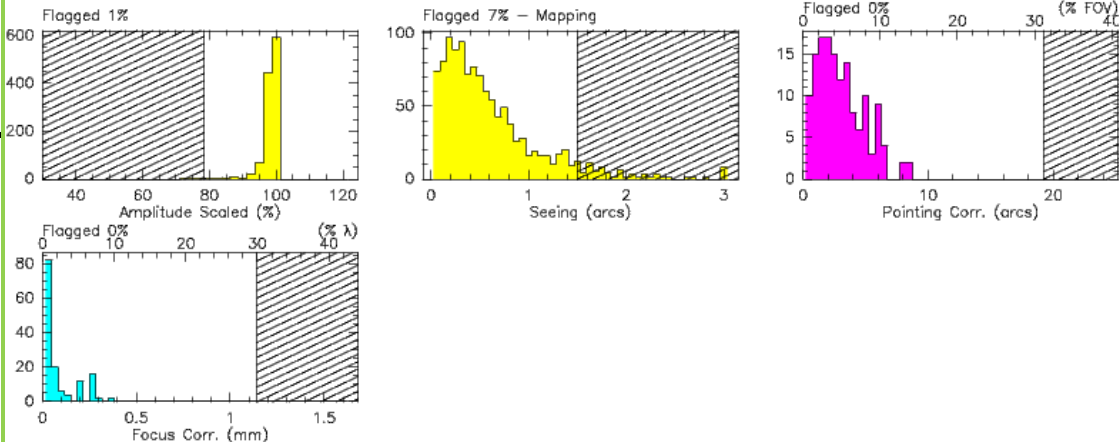 Flagged 1%
600
400
200
0
40 60 80 100 120
Amplitude Scaled (%)
Flagged 7% – Mapping
100
50
0
0 1 2 3
Seeing (arcs)
Flagged 0% (% FOV)
0 10 20 30 40
15
10
5
0
0 10 20
Pointing Corr. (arcs)
Flagged 0% (% λ)
0 10 20 30 40
80
60
40
20
0
0 0.5 1 1.5
Focus Corr. (mm)